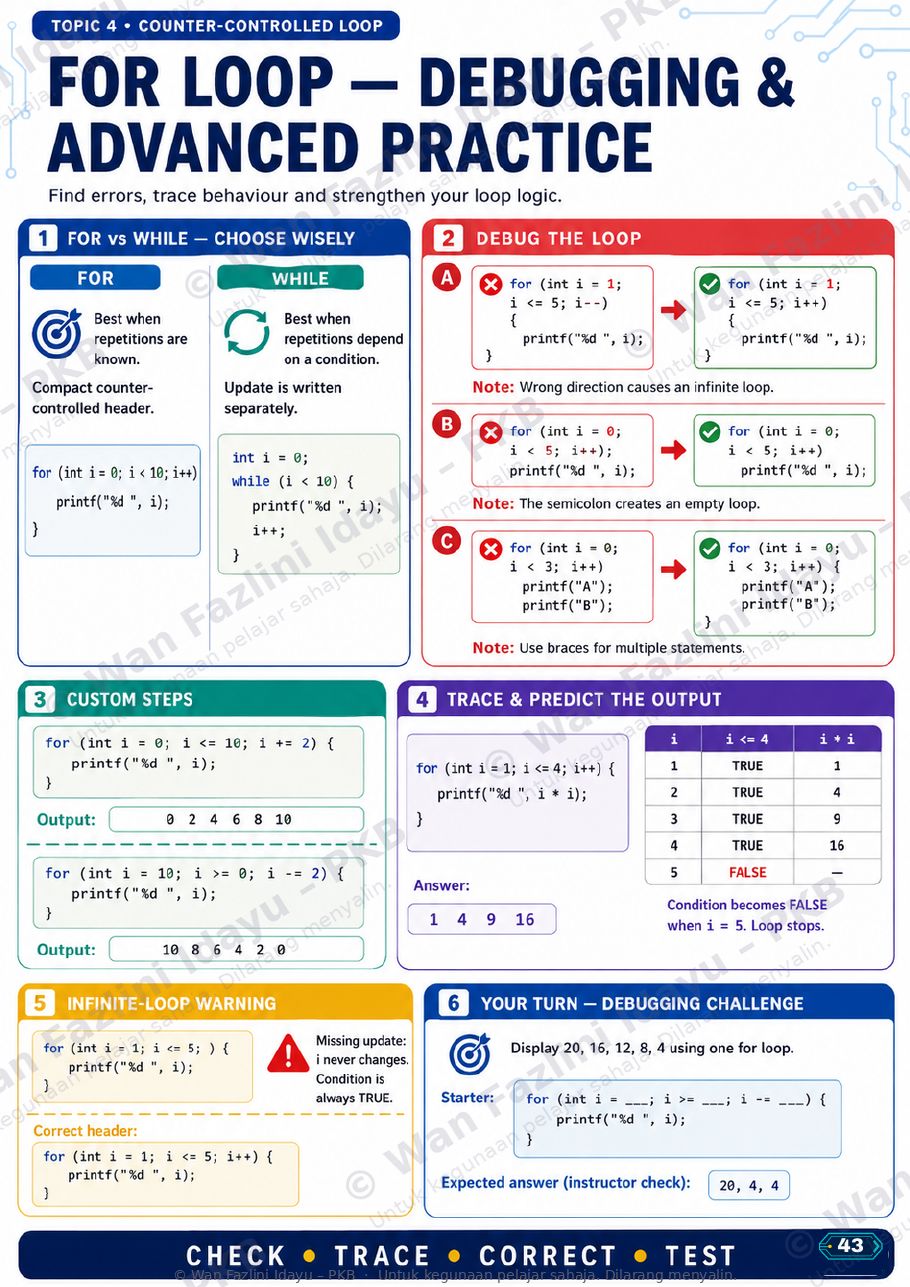 TOPIC 4 • COUNTER-CONTROLLED LOOP
FOR LOOP — DEBUGGING &
ADVANCED PRACTICE
Find errors, trace behaviour and strengthen your loop logic.
1 FOR vs WHILE — CHOOSE WISELY
FOR
Best when
repetitions are
known.
Compact counter-
controlled header.
for (int i = 0; i < 10; i++)
printf("%d ", i);
}
WHILE
Best when
repetitions depend
on a condition.
Update is written
separately.
int i = 0;
while (i < 10) {
printf("%d ", i);
i++;
}
2 DEBUG THE LOOP
A
for (int i = 1;
i <= 5; i--)
{
printf("%d ", i);
}
for (int i = 1;
i <= 5; i++)
{
printf("%d ", i);
}
Note: Wrong direction causes an infinite loop.
B
for (int i = 0;
i < 5; i++);
printf("%d ", i);
for (int i = 0;
i < 5; i++)
printf("%d ", i);
Note: The semicolon creates an empty loop.
C
for (int i = 0;
i < 3; i++)
printf("A");
printf("B");
for (int i = 0;
i < 3; i++) {
printf("A");
printf("B");
}
Note: Use braces for multiple statements.
3 CUSTOM STEPS
for (int i = 0; i <= 10; i += 2) {
printf("%d ", i);
}
Output: 0 2 4 6 8 10
for (int i = 10; i >= 0; i -= 2) {
printf("%d ", i);
}
Output: 10 8 6 4 2 0
4 TRACE & PREDICT THE OUTPUT
for (int i = 1; i <= 4; i++) {
printf("%d ", i * i);
}
Answer:
1 4 9 16
i i <= 4 i * i
1 TRUE 1
2 TRUE 4
3 TRUE 9
4 TRUE 16
5 FALSE —
Condition becomes FALSE
when i = 5. Loop stops.
5 INFINITE-LOOP WARNING
for (int i = 1; i <= 5; ) {
printf("%d ", i);
}
Missing update:
i never changes.
Condition is
always TRUE.
Correct header:
for (int i = 1; i <= 5; i++) {
printf("%d ", i);
}
6 YOUR TURN — DEBUGGING CHALLENGE
Display 20, 16, 12, 8, 4 using one for loop.
Starter:
for (int i = ___; i >= ___; i -= ___) {
printf("%d ", i);
}
Expected answer (instructor check): 20, 4, 4
CHECK • TRACE • CORRECT • TEST
43
© Wan Fazlini Idayu – PKB · Untuk kegunaan pelajar sahaja. Dilarang menyalin.